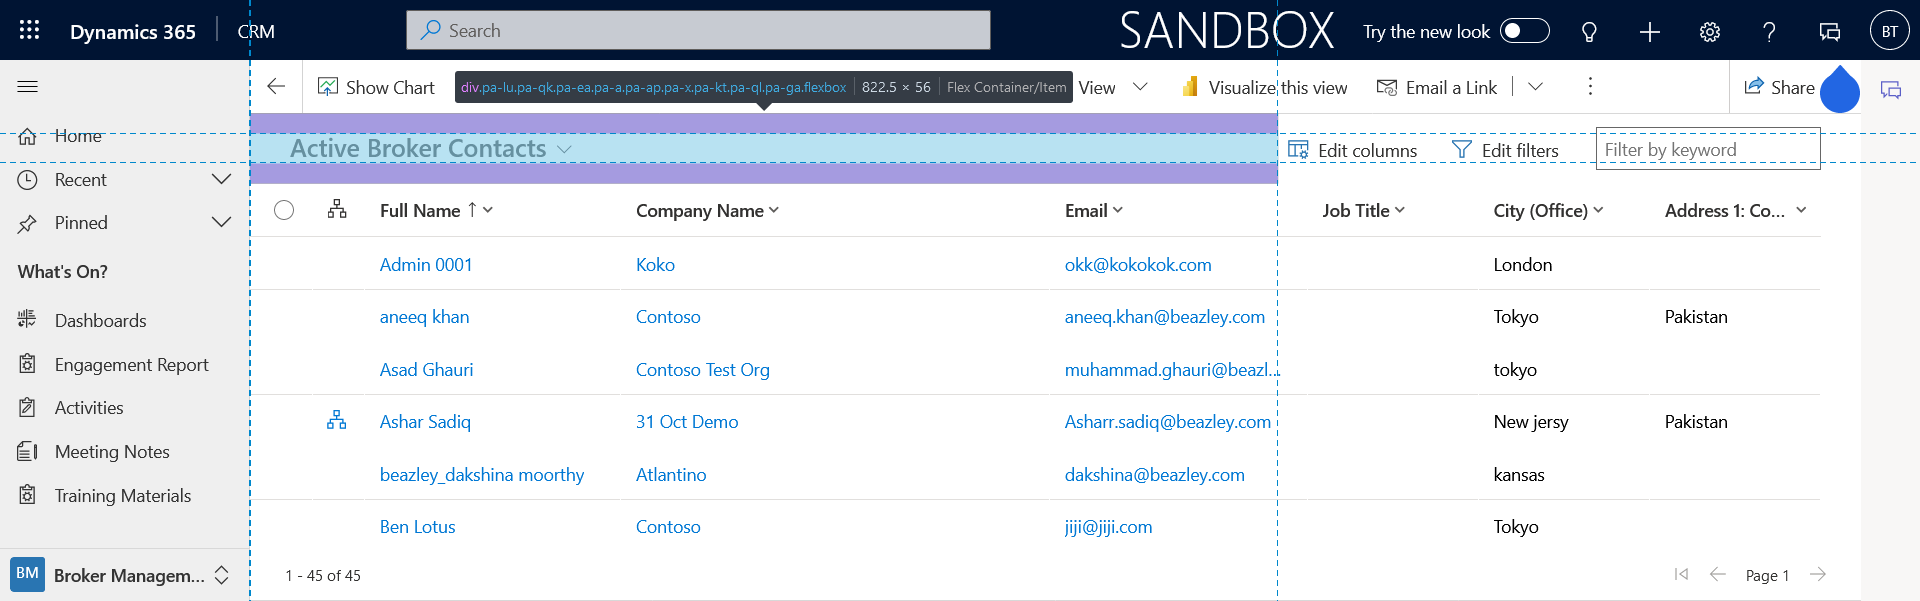 Dynamics 365 CRM Search SANDBOX Try the new look BT
Show Chart div.pa-lu.pa-qk.pa-ea.pa-a.pa-ap.pa-x.pa-kt.pa-ql.pa-ga.flexbox 822.5 × 56 Flex Container/Item View Visualize this view Email a Link Share
Home
Active Broker Contacts Edit columns Edit filters Filter by keyword
Recent
Pinned
Full Name ↑ Company Name Email Job Title City (Office) Address 1: Co...
What's On?
Admin 0001 Koko okk@kokokok.com London
Dashboards
aneeq khan Contoso aneeq.khan@beazley.com Tokyo Pakistan
Engagement Report
Asad Ghauri Contoso Test Org muhammad.ghauri@beazl... tokyo
Activities
Ashar Sadiq 31 Oct Demo Asharr.sadiq@beazley.com New jersy Pakistan
Meeting Notes
beazley_dakshina moorthy Atlantino dakshina@beazley.com kansas
Training Materials
Ben Lotus Contoso jiji@jiji.com Tokyo
BM Broker Managem...
1 - 45 of 45 Page 1